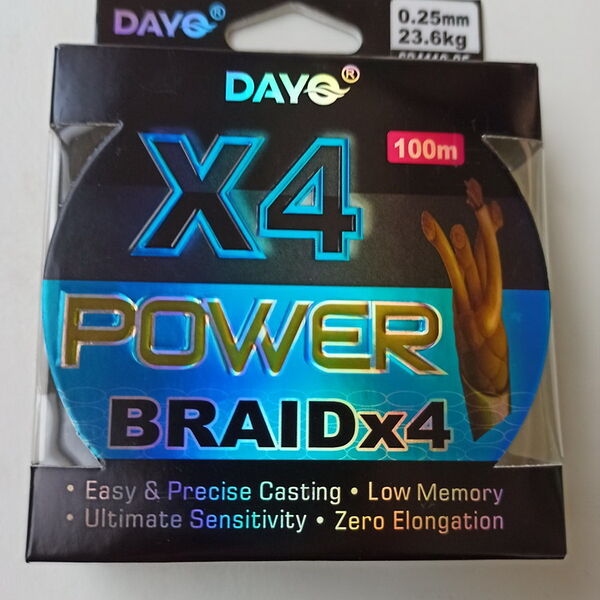 DAYO®
0.25mm
23.6kg
DAYO®
X4
100m
POWER
BRAIDx4
• Easy & Precise Casting • Low Memory
• Ultimate Sensitivity • Zero Elongation